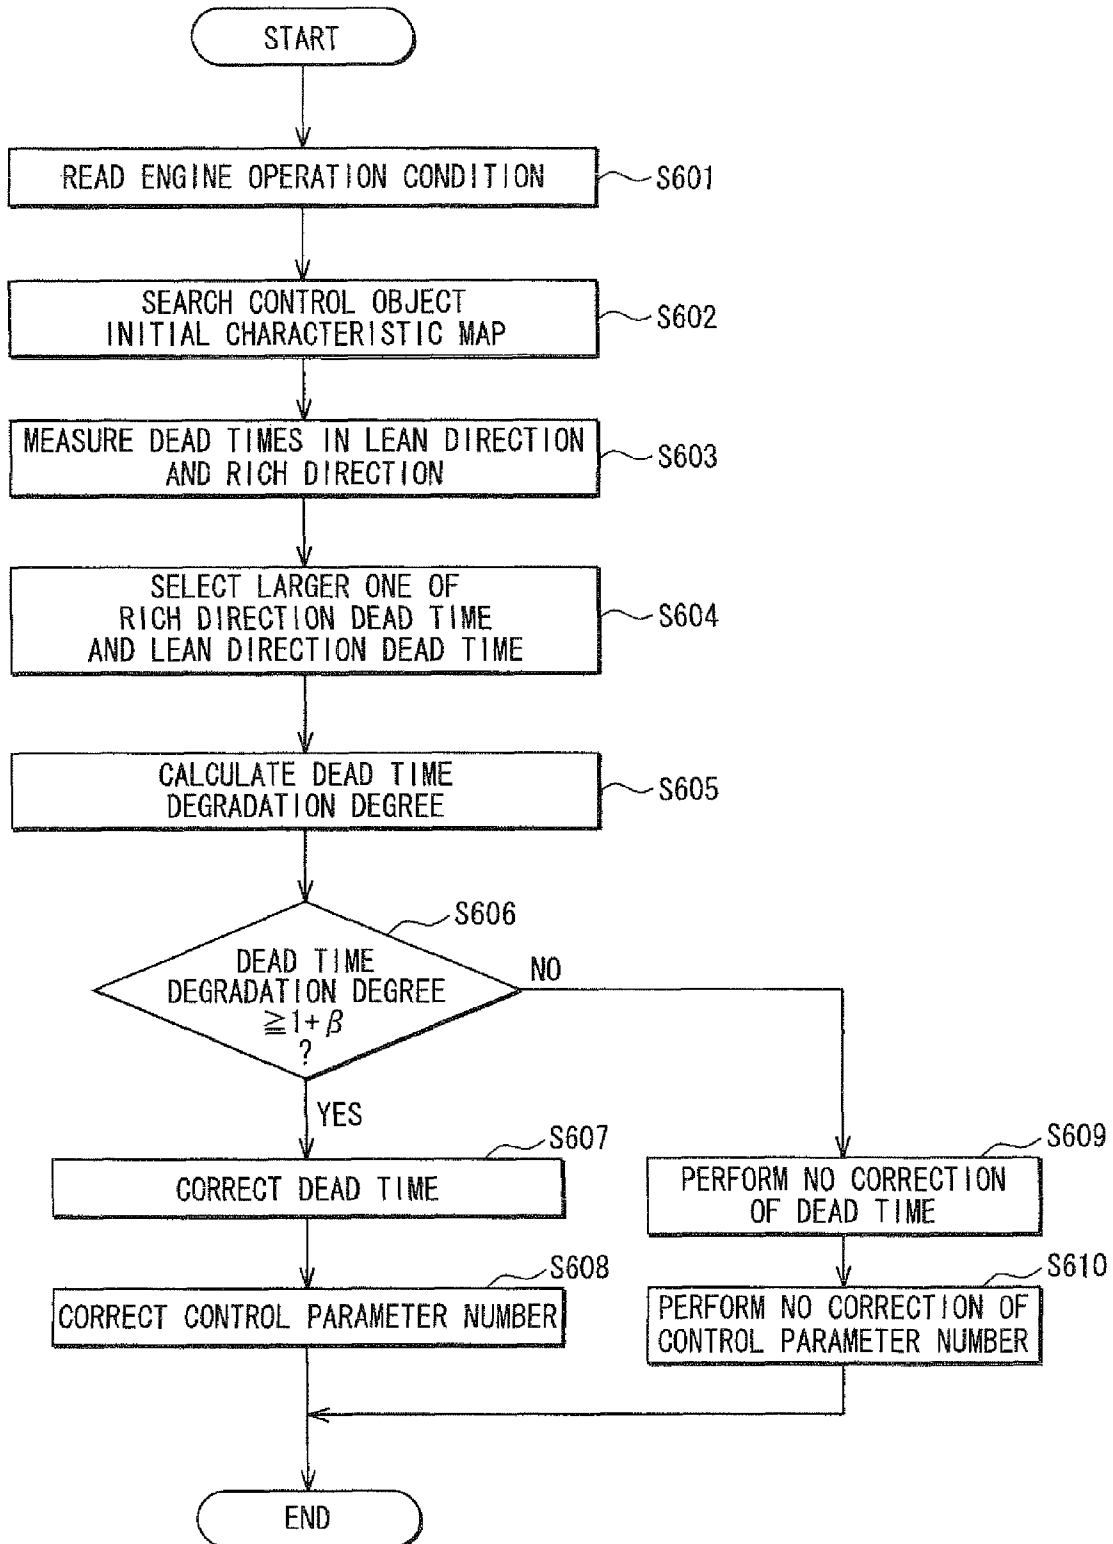 START
READ ENGINE OPERATION CONDITION
S601
SEARCH CONTROL OBJECT
INITIAL CHARACTERISTIC MAP
S602
MEASURE DEAD TIMES IN LEAN DIRECTION
AND RICH DIRECTION
S603
SELECT LARGER ONE OF
RICH DIRECTION DEAD TIME
AND LEAN DIRECTION DEAD TIME
S604
CALCULATE DEAD TIME
DEGRADATION DEGREE
S605
S606
DEAD TIME
DEGRADATION DEGREE
≧1+β
?
NO
YES
S607
CORRECT DEAD TIME
S609
PERFORM NO CORRECTION
OF DEAD TIME
S608
CORRECT CONTROL PARAMETER NUMBER
S610
PERFORM NO CORRECTION OF
CONTROL PARAMETER NUMBER
END